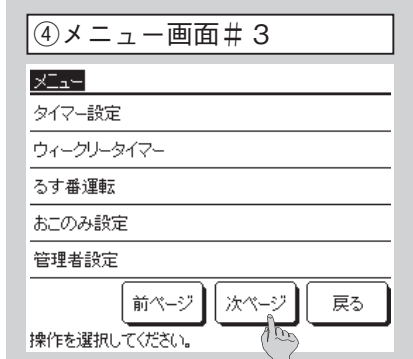 ④メニュー画面＃３
メニュー
タイマー設定
ウィークリータイマー
るす番運転
おこのみ設定
管理者設定
前ページ 次ページ 戻る
操作を選択してください。